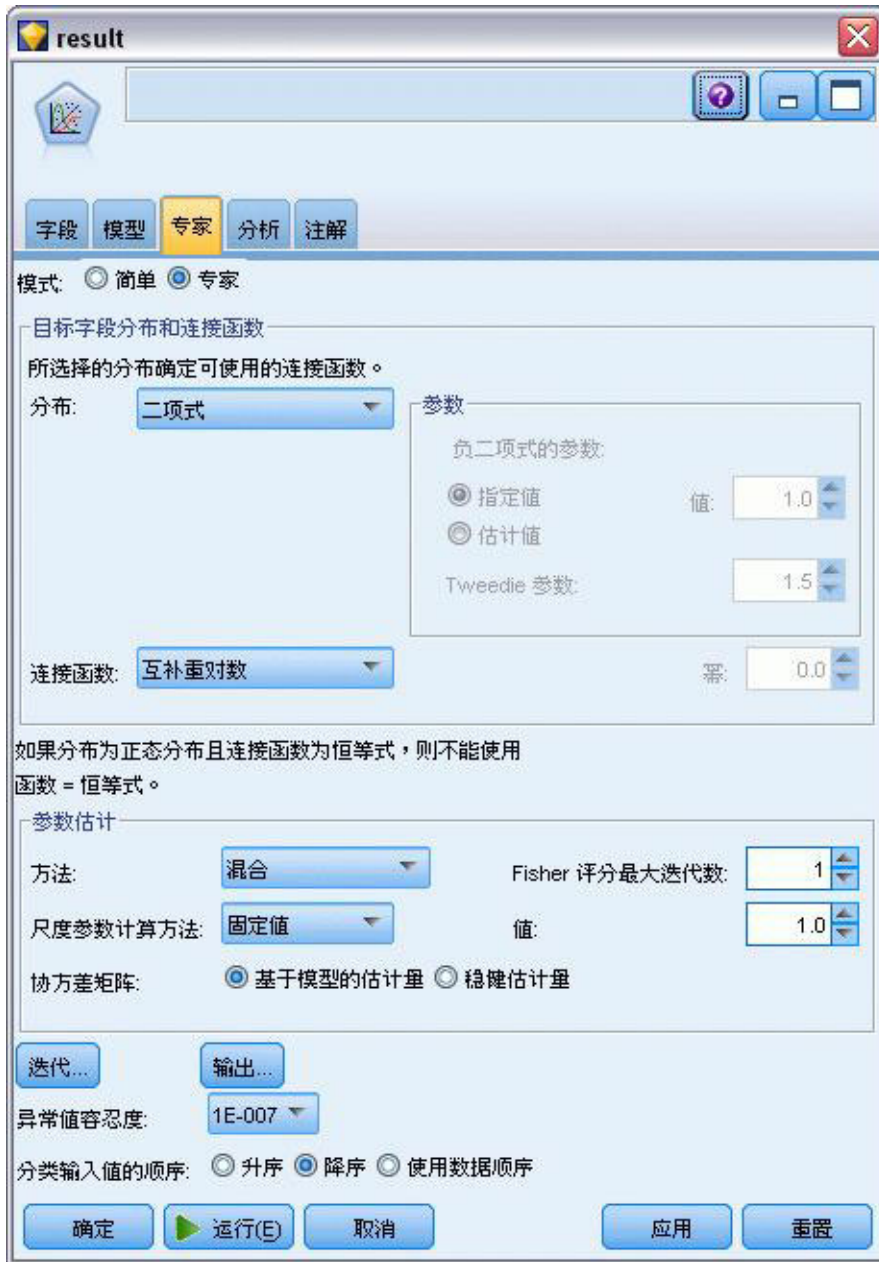 result
字段 模型 专家 分析 注解
模式: 简单 专家
目标字段分布和连接函数
所选择的分布确定可使用的连接函数。
分布: 二项式
参数
负二项式的参数:
指定值 值: 1.0
估计值
Tweedie 参数: 1.5
连接函数: 互补重对数 幂: 0.0
如果分布为正态分布且连接函数为恒等式，则不能使用
函数 = 恒等式。
参数估计
方法: 混合 Fisher 评分最大迭代数: 1
尺度参数计算方法: 固定值 值: 1.0
协方差矩阵: 基于模型的估计量 稳健估计量
迭代... 输出...
异常值容忍度: 1E-007
分类输入值的顺序: 升序 降序 使用数据顺序
确定 运行(E) 取消 应用 重置